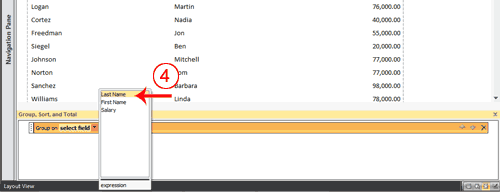 Navigation Pane
Logan Martin 76,000.00
Cortez Nadia 40,000.00
Freedman Jon 55,000.00
Siegel Ben 20,000.00
Johnson Mitchell 77,000.00
Norton Tom 77,000.00
Sanchez Barbara 98,000.00
Williams Linda 78,000.00
4
Last Name
First Name
Salary
expression
Group, Sort, and Total
Group on select field
Layout View